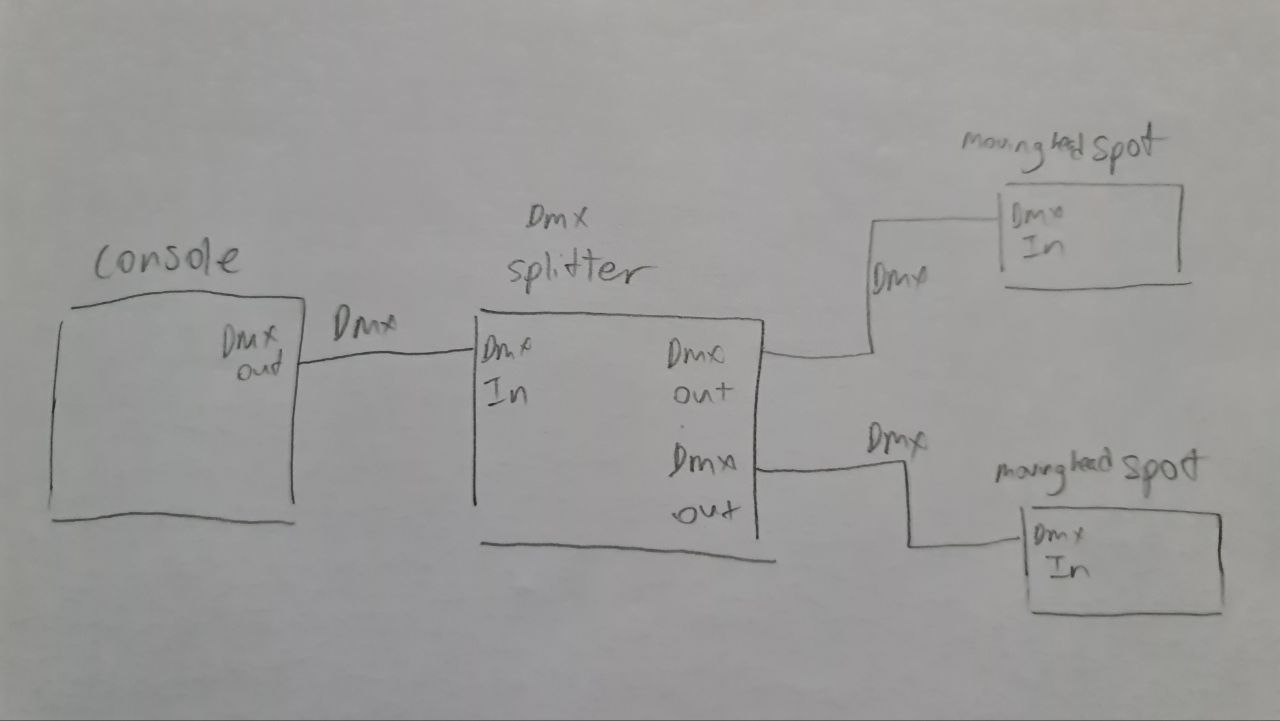 Console
Dmx
out
Dmx
Dmx
splitter
Dmx
In
Dmx
out
Dmx
out
Dmx
moving head spot
Dmx
In
Dmx
moving head spot
Dmx
In